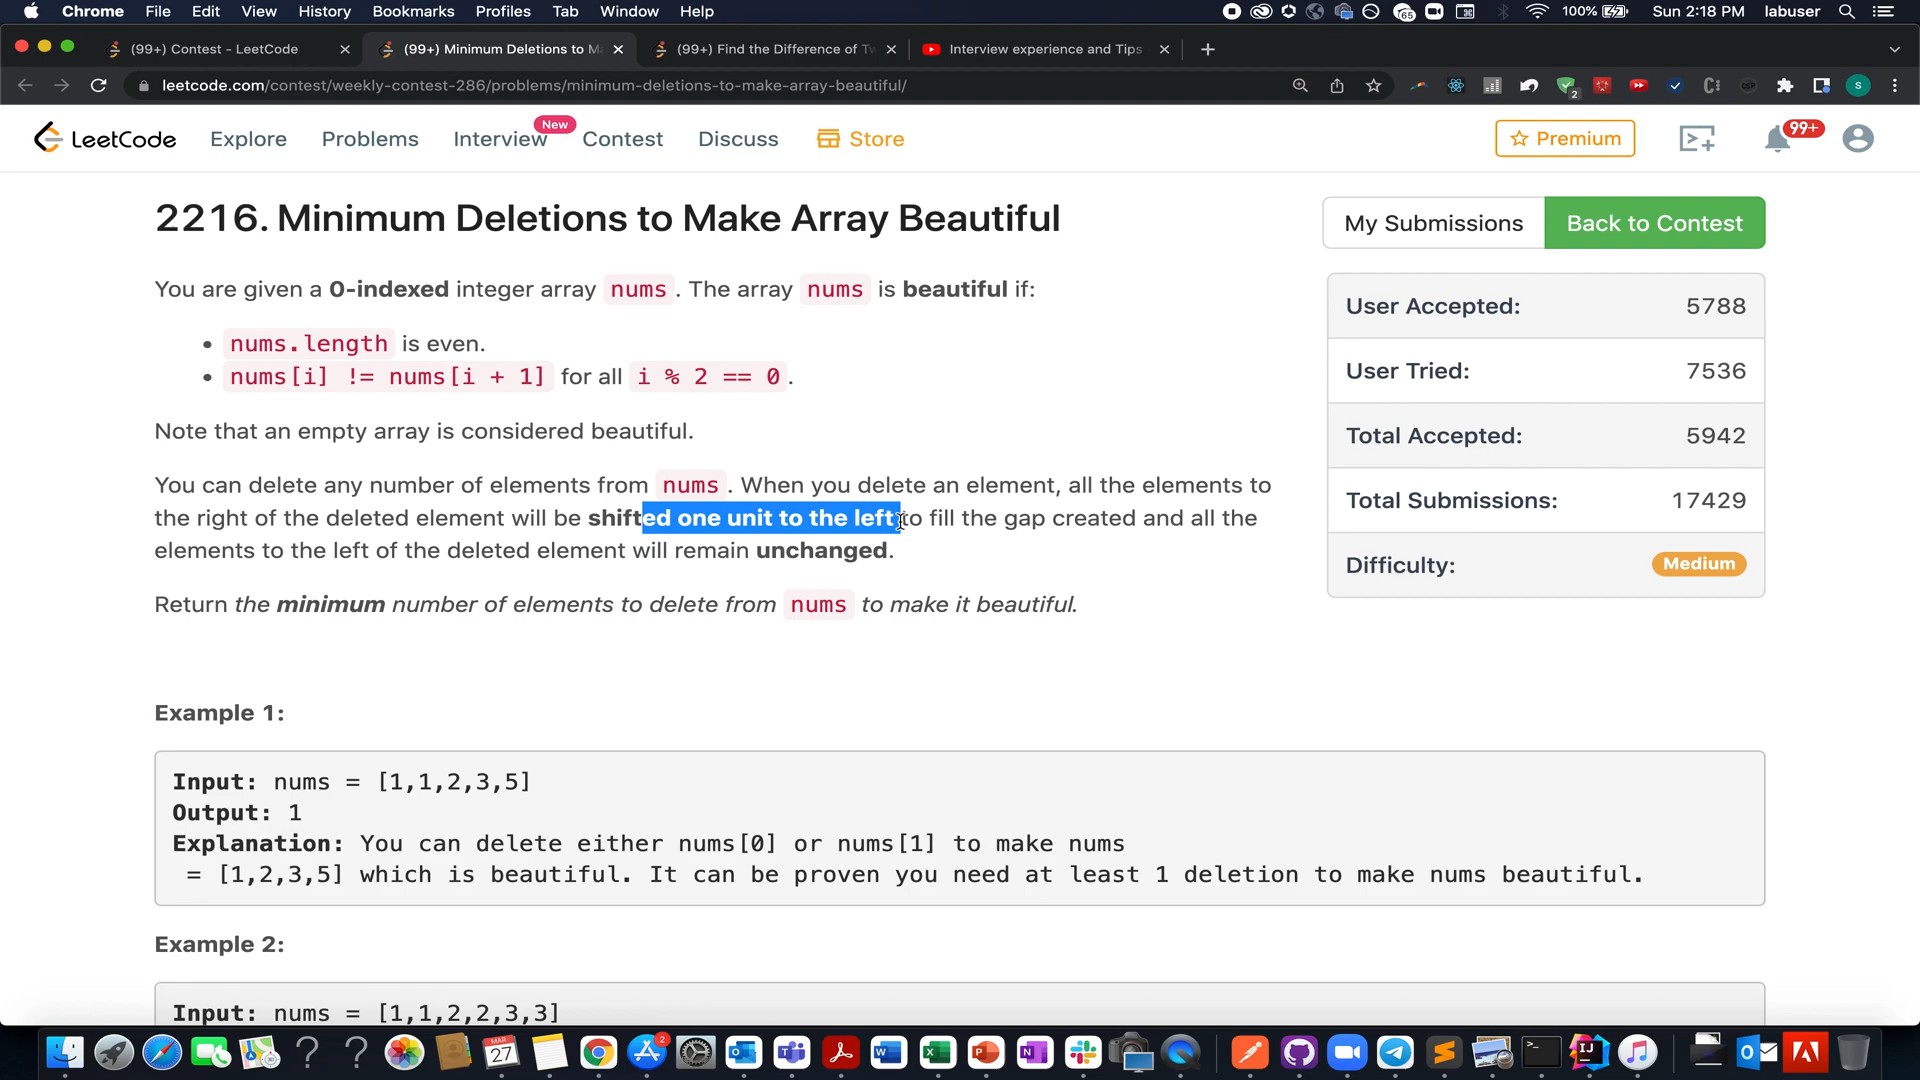 Chrome File Edit View History Bookmarks Profiles Tab Window Help 65 100% Sun 2:18 PM labuser
(99+) Contest - LeetCode (99+) Minimum Deletions to M (99+) Find the Difference of Tw Interview experience and Tips
leetcode.com/contest/weekly-contest-286/problems/minimum-deletions-to-make-array-beautiful/ 2 S
LeetCode Explore Problems Interview New Contest Discuss Store Premium 99+
2216. Minimum Deletions to Make Array Beautiful
My Submissions Back to Contest
You are given a 0-indexed integer array nums . The array nums is beautiful if:
• nums.length is even.
• nums[i] != nums[i + 1] for all i % 2 == 0 .
Note that an empty array is considered beautiful.
You can delete any number of elements from nums . When you delete an element, all the elements to
the right of the deleted element will be shifted one unit to the left to fill the gap created and all the
elements to the left of the deleted element will remain unchanged.
Return the minimum number of elements to delete from nums to make it beautiful.
User Accepted: 5788
User Tried: 7536
Total Accepted: 5942
Total Submissions: 17429
Difficulty: Medium
Example 1:
Input: nums = [1,1,2,3,5]
Output: 1
Explanation: You can delete either nums[0] or nums[1] to make nums
= [1,2,3,5] which is beautiful. It can be proven you need at least 1 deletion to make nums beautiful.
Example 2:
Input: nums = [1,1,2,2,3,3]
MAR 27 2